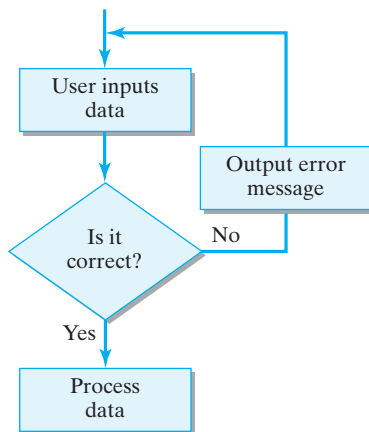 User inputs
data
Output error
message
Is it
correct?
No
Yes
Process
data